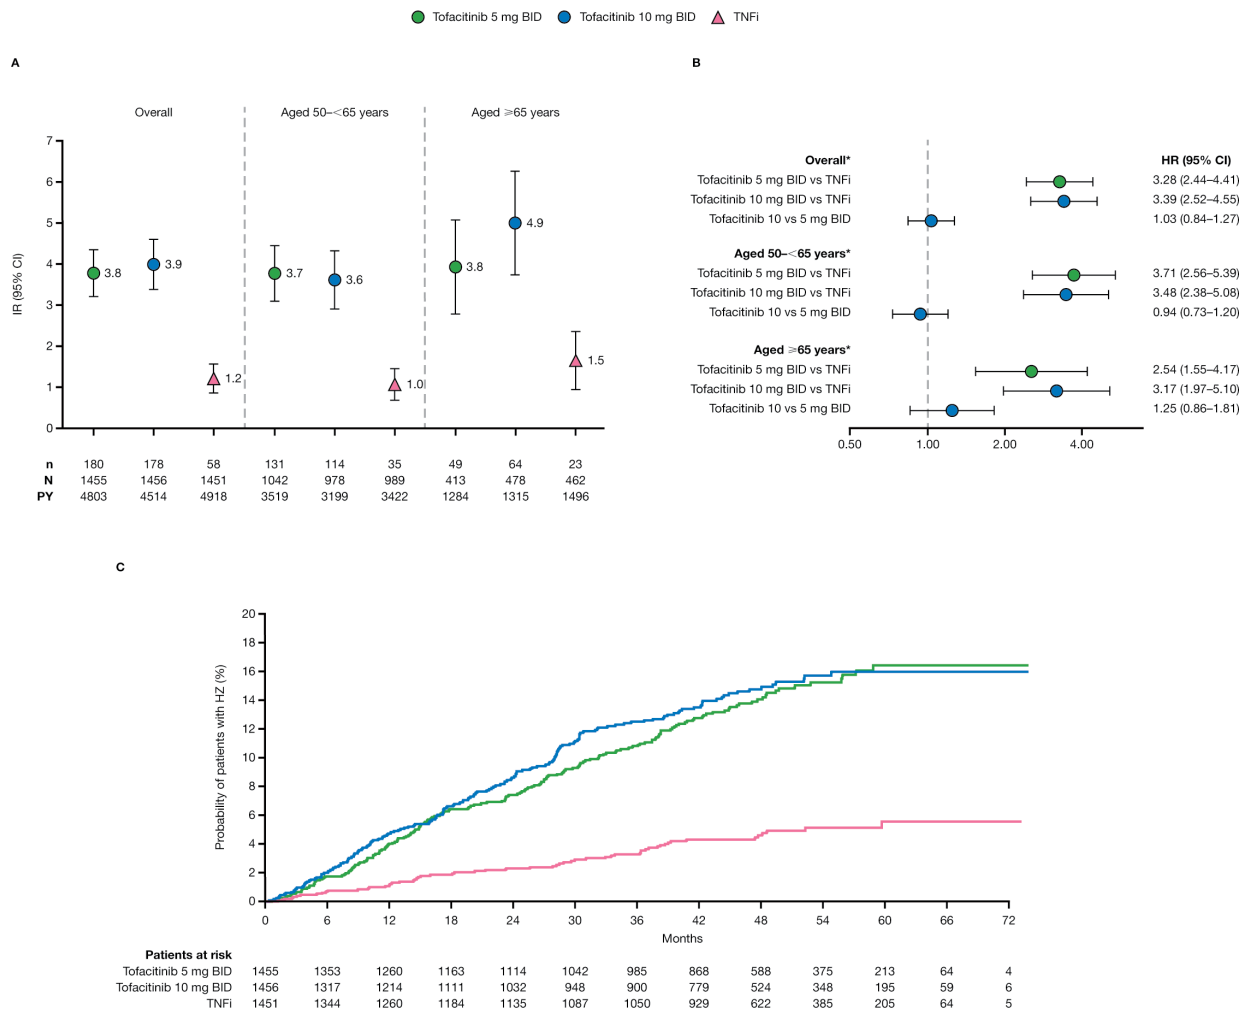 Tofacitinib 5 mg BID Tofacitinib 10 mg BID TNFi
A
Overall Aged 50–<65 years Aged ⩾65 years
IR (95% CI)
7
6
5
4
3
2
1
0
3.8 3.9 1.2 3.7 3.6 1.0 3.8 4.9 1.5
n 180 178 58 131 114 35 49 64 23
N 1455 1456 1451 1042 978 989 413 478 462
PY 4803 4514 4918 3519 3199 3422 1284 1315 1496
B
Overall* HR (95% CI)
Tofacitinib 5 mg BID vs TNFi 3.28 (2.44–4.41)
Tofacitinib 10 mg BID vs TNFi 3.39 (2.52–4.55)
Tofacitinib 10 vs 5 mg BID 1.03 (0.84–1.27)
Aged 50–<65 years*
Tofacitinib 5 mg BID vs TNFi 3.71 (2.56–5.39)
Tofacitinib 10 mg BID vs TNFi 3.48 (2.38–5.08)
Tofacitinib 10 vs 5 mg BID 0.94 (0.73–1.20)
Aged ⩾65 years*
Tofacitinib 5 mg BID vs TNFi 2.54 (1.55–4.17)
Tofacitinib 10 mg BID vs TNFi 3.17 (1.97–5.10)
Tofacitinib 10 vs 5 mg BID 1.25 (0.86–1.81)
0.50 1.00 2.00 4.00
C
Probability of patients with HZ (%)
20
18
16
14
12
10
8
6
4
2
0
0 6 12 18 24 30 36 42 48 54 60 66 72
Months
Patients at risk
Tofacitinib 5 mg BID 1455 1353 1260 1163 1114 1042 985 868 588 375 213 64 4
Tofacitinib 10 mg BID 1456 1317 1214 1111 1032 948 900 779 524 348 195 59 6
TNFi 1451 1344 1260 1184 1135 1087 1050 929 622 385 205 64 5